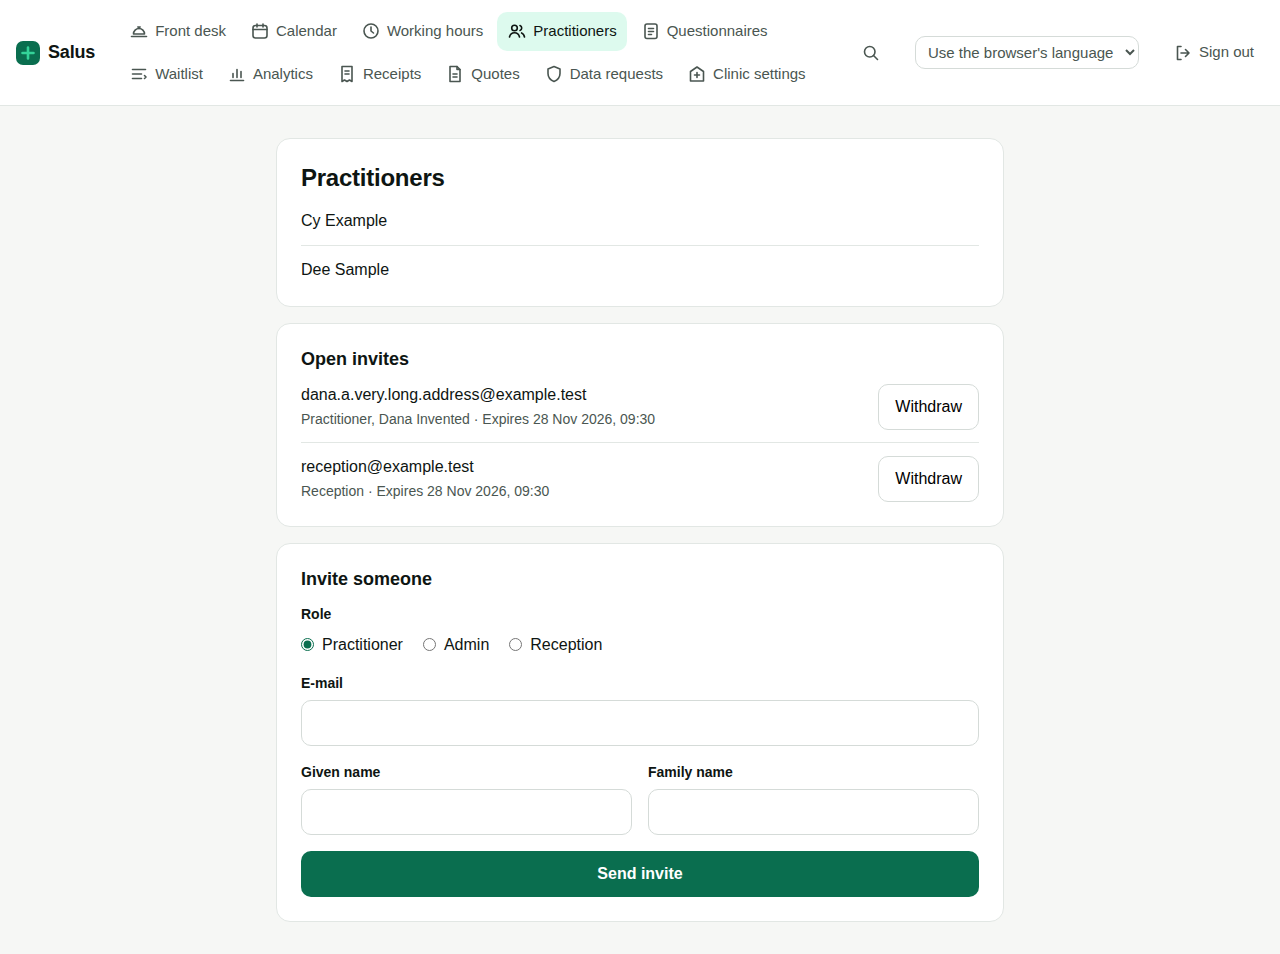 Salus
Front desk
Calendar
Working hours
Practitioners
Questionnaires
Waitlist
Analytics
Receipts
Quotes
Data requests
Clinic settings
Use the browser's language
Sign out
Practitioners
Cy Example
Dee Sample
Open invites
dana.a.very.long.address@example.test
Practitioner, Dana Invented · Expires 28 Nov 2026, 09:30
Withdraw
reception@example.test
Reception · Expires 28 Nov 2026, 09:30
Withdraw
Invite someone
Role
Practitioner Admin Reception
E-mail
Given name Family name
Send invite